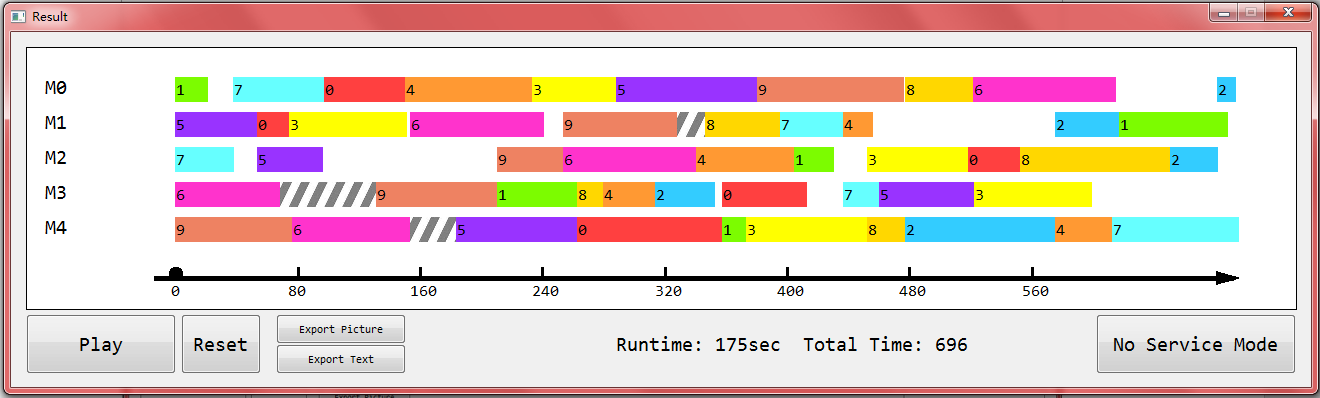 Result
M0 1 7 0 4 3 5 9 8 6 2
M1 5 0 3 6 9 8 7 4 2 1
M2 7 5 9 6 4 1 3 0 8 2
M3 6 9 1 8 4 2 0 7 5 3
M4 9 6 5 0 1 3 8 2 4 7
0 80 160 240 320 400 480 560
Play Reset Export Picture Runtime: 175sec Total Time: 696 No Service Mode
Export Text